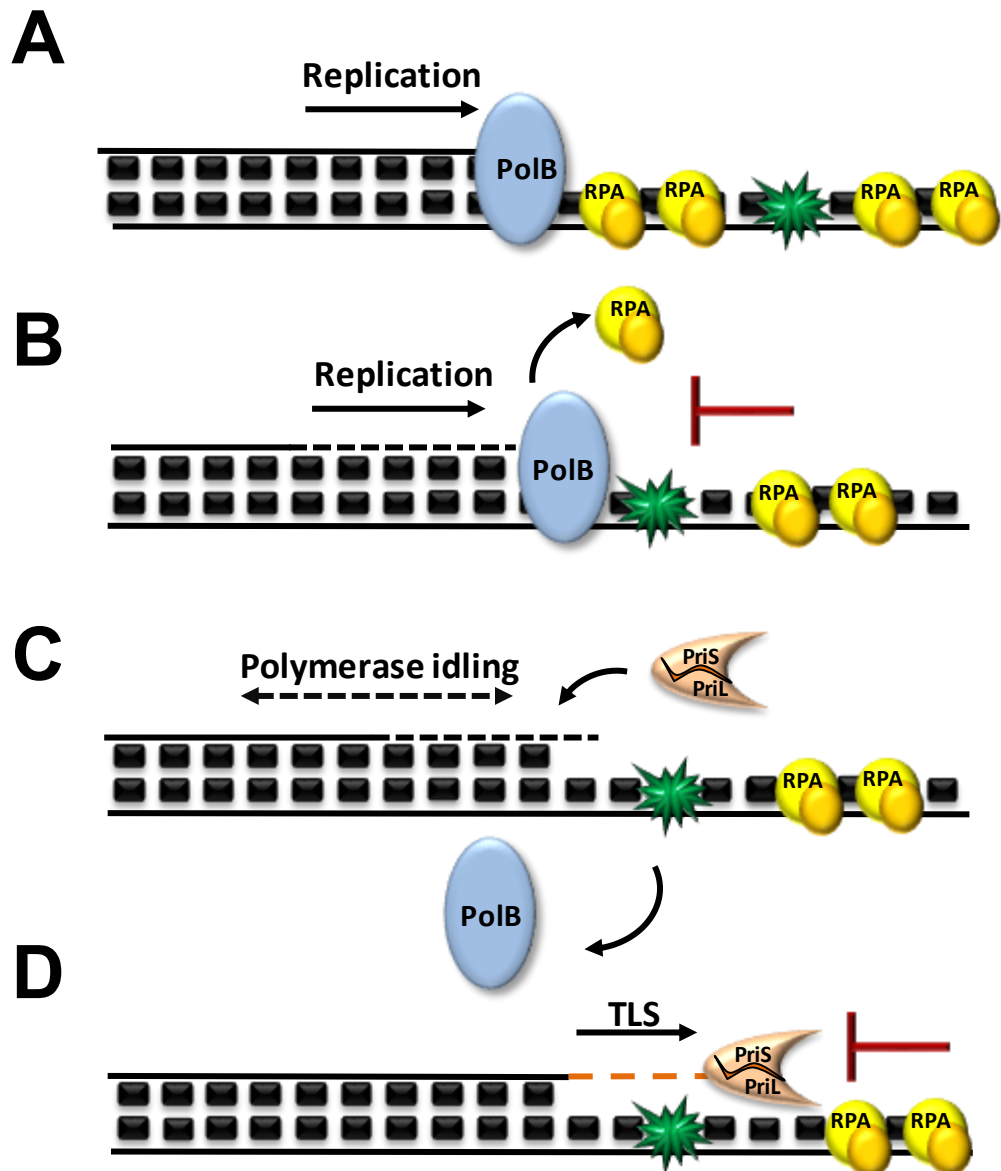 A
Replication
PolB
RPA
RPA
RPA
RPA
B
RPA
Replication
PolB
RPA
RPA
C
Polymerase idling
PriS
PriL
RPA
RPA
PolB
D
TLS
PriS
PriL
RPA
RPA